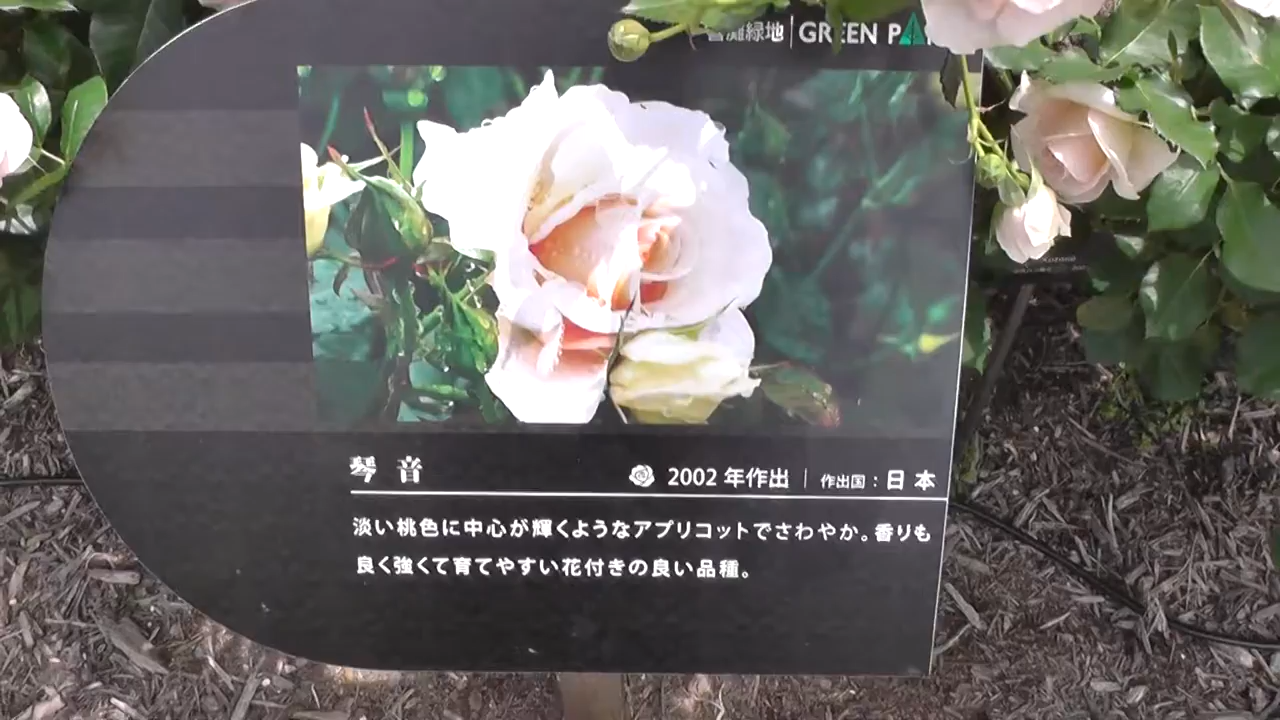 灘緑地 GREEN
琴音 2002年作出 | 作出国：日本
淡い桃色に中心が輝くようなアプリコットでさわやか。香りも
良く強くて育てやすい花付きの良い品種。